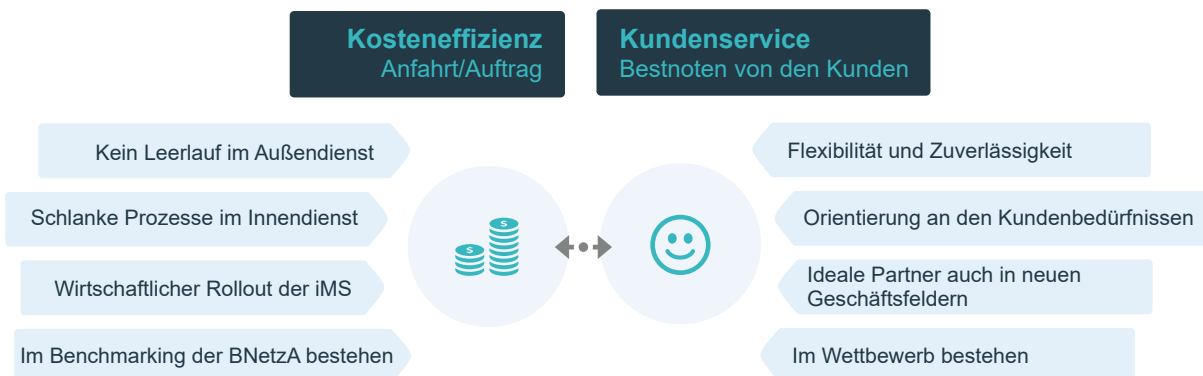 Kosteneffizienz
Anfahrt/Auftrag
Kundenservice
Bestnoten von den Kunden
Kein Leerlauf im Außendienst
Schlanke Prozesse im Innendienst
Wirtschaftlicher Rollout der iMS
Im Benchmarking der BNetzA bestehen
$
$
Flexibilität und Zuverlässigkeit
Orientierung an den Kundenbedürfnissen
Ideale Partner auch in neuen
Geschäftsfeldern
Im Wettbewerb bestehen